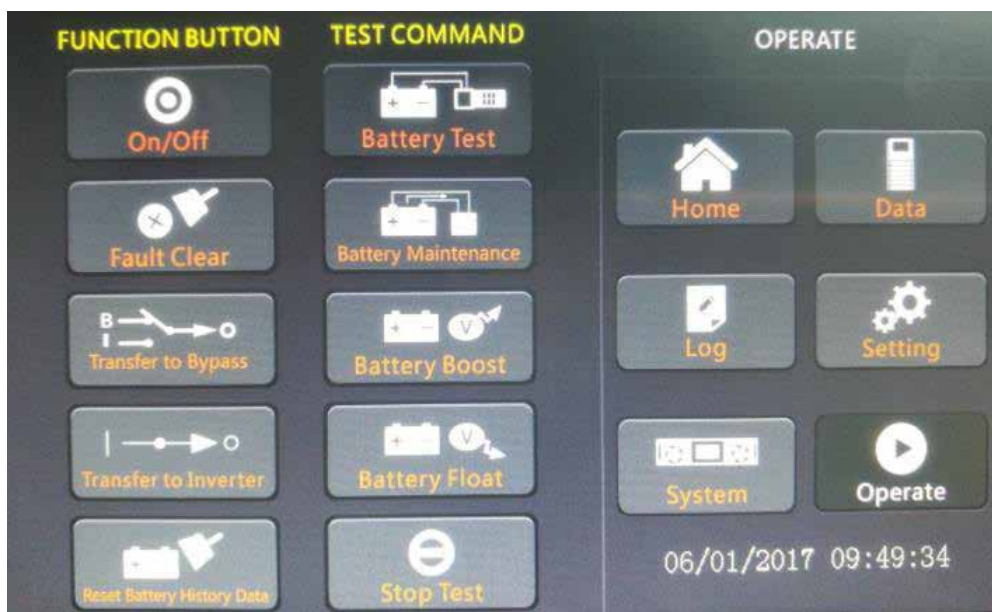 FUNCTION BUTTON
On/Off
Fault Clear
B
I
Transfer to Bypass
I
Transfer to Inverter
Reset Battery History Data
TEST COMMAND
Battery Test
Battery Maintenance
V
Battery Boost
V
Battery Float
Stop Test
OPERATE
Home
Data
Log
Setting
System
Operate
06/01/2017 09:49:34